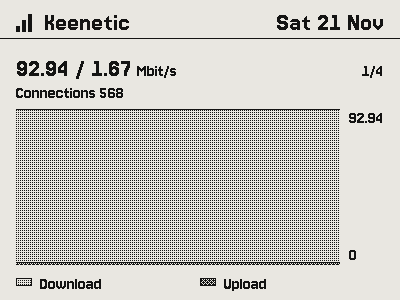 Keenetic Sat 21 Nov
92.94 / 1.67 Mbit/s 1/4
Connections 568
92.94
0
Download Upload